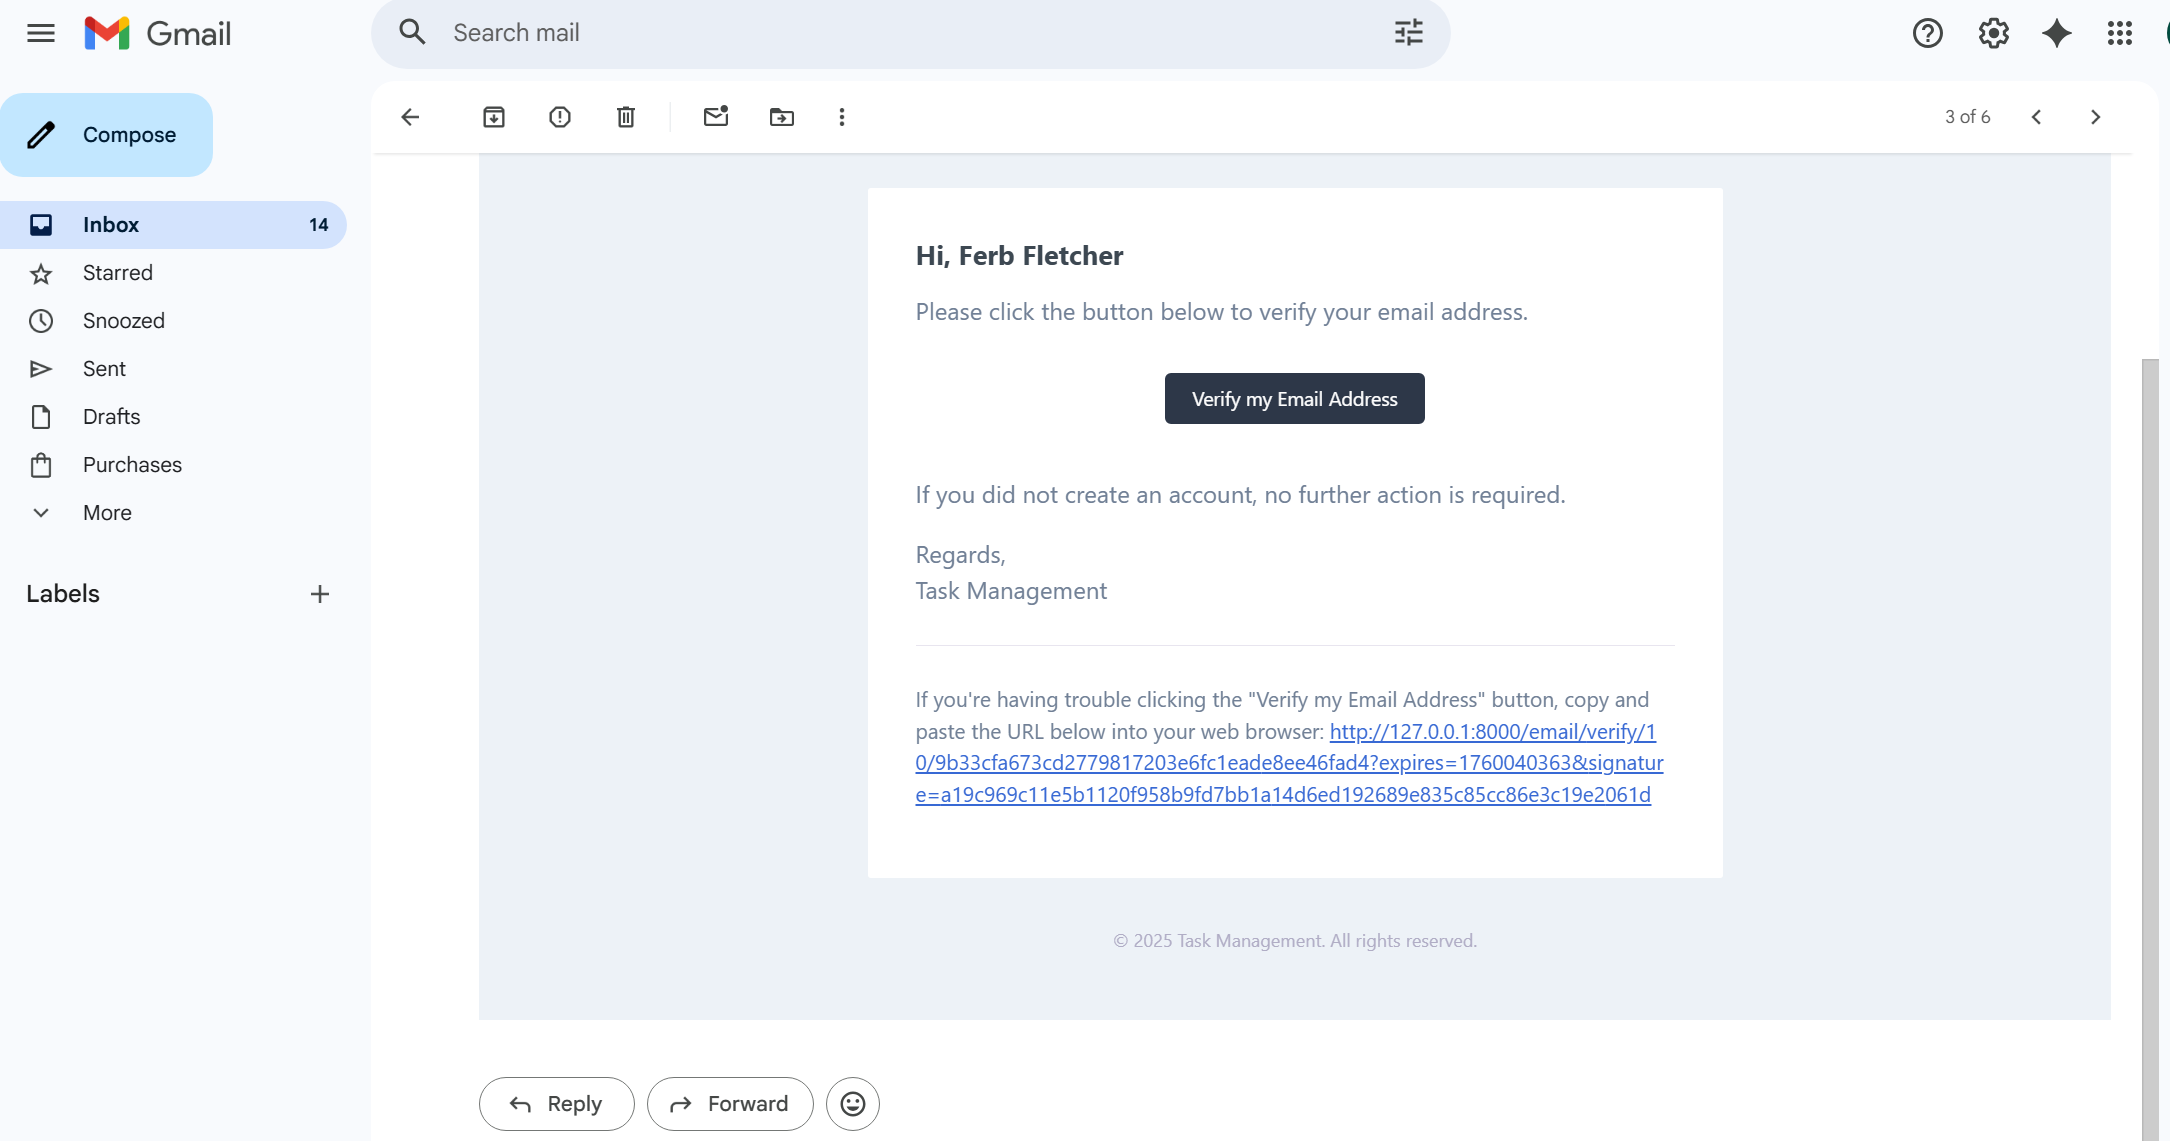 Gmail
Search mail
Compose
3 of 6
Inbox 14
Starred
Snoozed
Sent
Drafts
Purchases
More
Labels
Hi, Ferb Fletcher
Please click the button below to verify your email address.
Verify my Email Address
If you did not create an account, no further action is required.
Regards,
Task Management
If you're having trouble clicking the "Verify my Email Address" button, copy and
paste the URL below into your web browser: http://127.0.0.1:8000/email/verify/1
0/9b33cfa673cd2779817203e6fc1eade8ee46fad4?expires=1760040363&signatur
e=a19c969c11e5b1120f958b9fd7bb1a14d6ed192689e835c85cc86e3c19e2061d
© 2025 Task Management. All rights reserved.
Reply
Forward